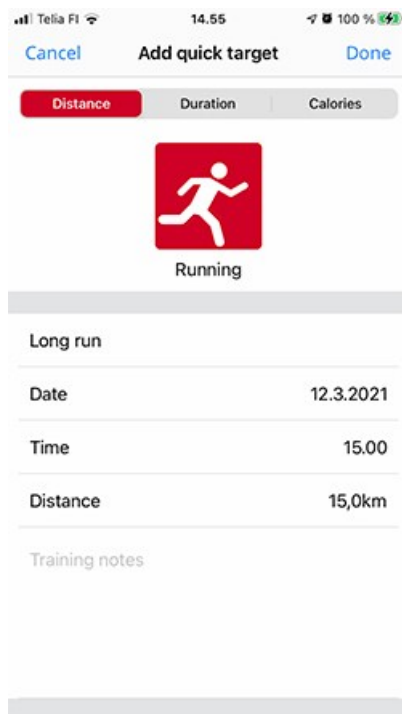 Telia FI 14.55 100 %
Cancel Add quick target Done
Distance Duration Calories
Running
Long run
Date 12.3.2021
Time 15.00
Distance 15,0km
Training notes